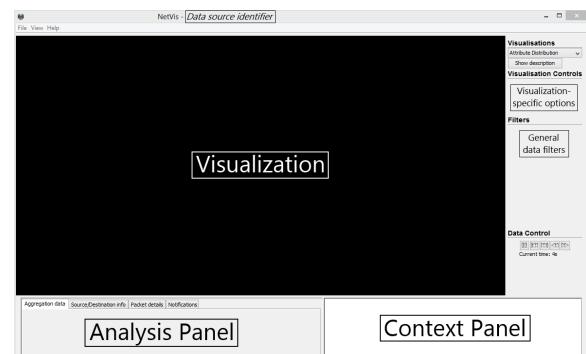 NetVis - Data source identifier
File View Help
Visualisations
Attribute Distribution
Show description
Visualisation Controls
Visualization-
specific options
Filters
General
data filters
Visualization
Data Control
Current time: 4s
Aggregation data Source/Destination info Packet details Notifications
Analysis Panel
Context Panel